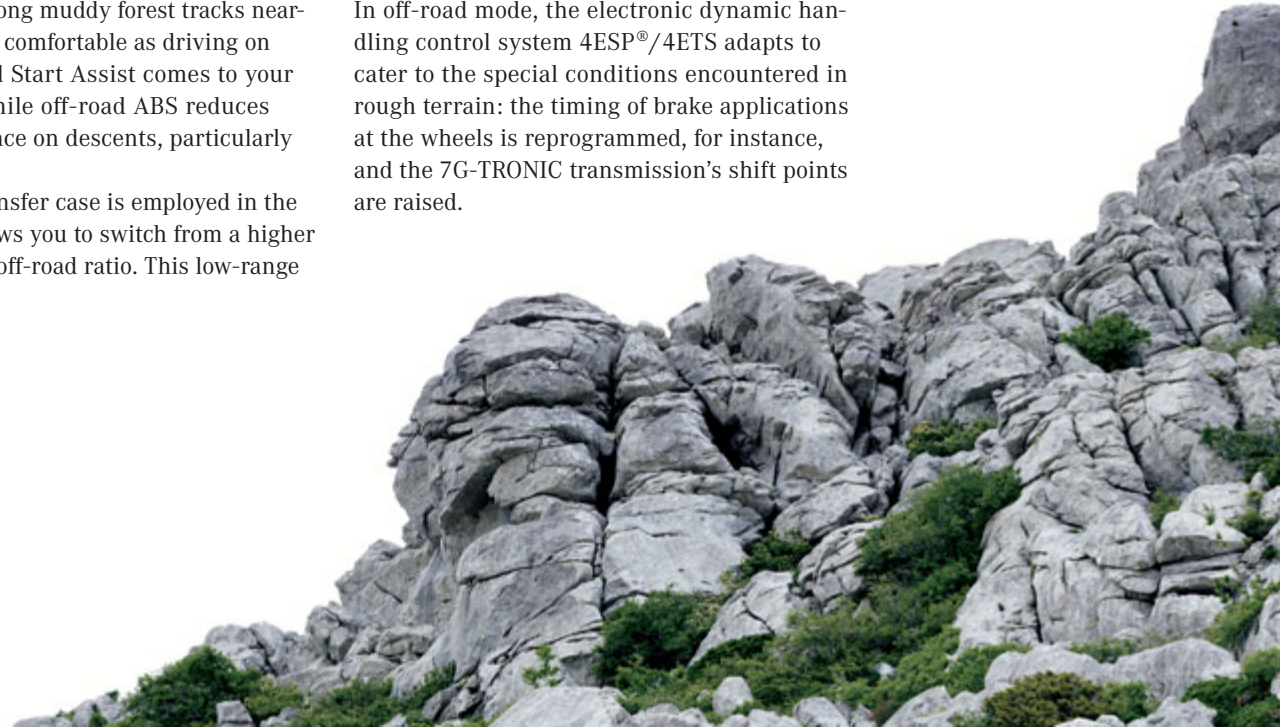 ong muddy forest tracks near-
comfortable as driving on
Start Assist comes to your
off-road ABS reduces
on descents, particularly
case is employed in the
you to switch from a higher
off-road ratio. This low-range
In off-road mode, the electronic dynamic han-
dling control system 4ESP®/4ETS adapts to
cater to the special conditions encountered in
rough terrain: the timing of brake applications
at the wheels is reprogrammed, for instance,
and the 7G-TRONIC transmission’s shift points
are raised.